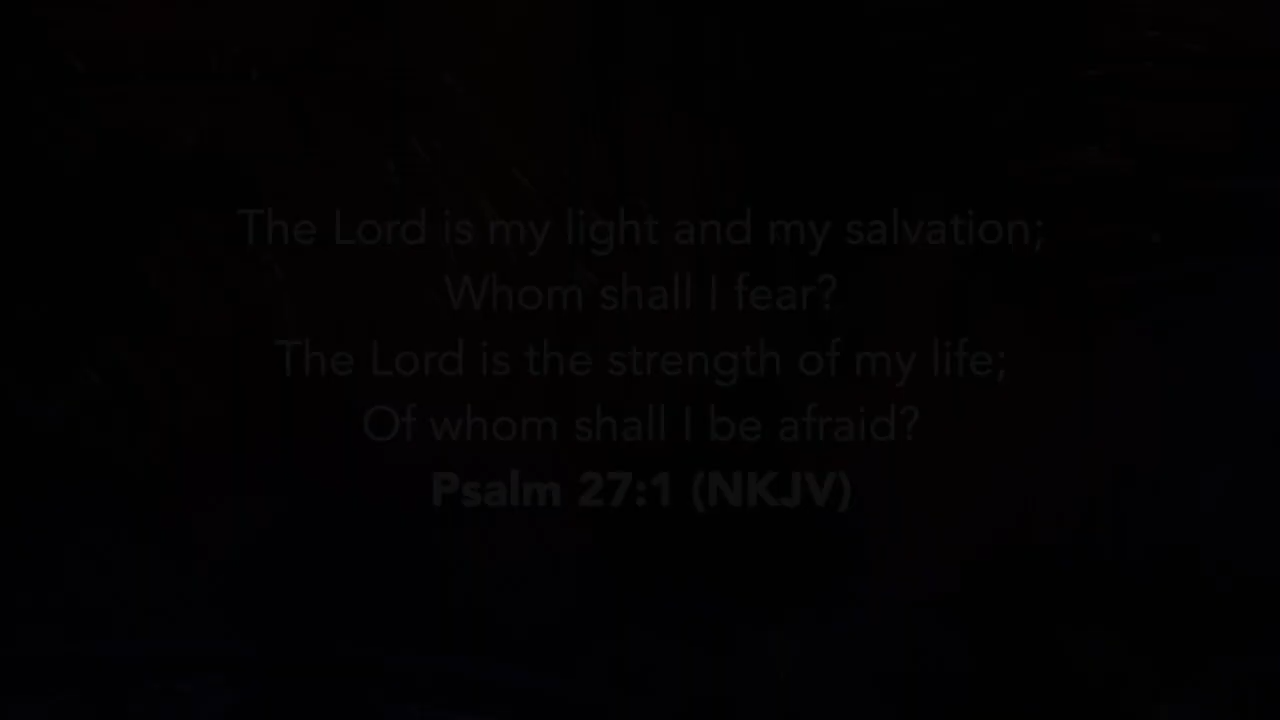 The Lord is my light and my salvation;
Whom shall I fear?
The Lord is the strength of my life;
Of whom shall I be afraid?
Psalm 27:1 (NKJV)